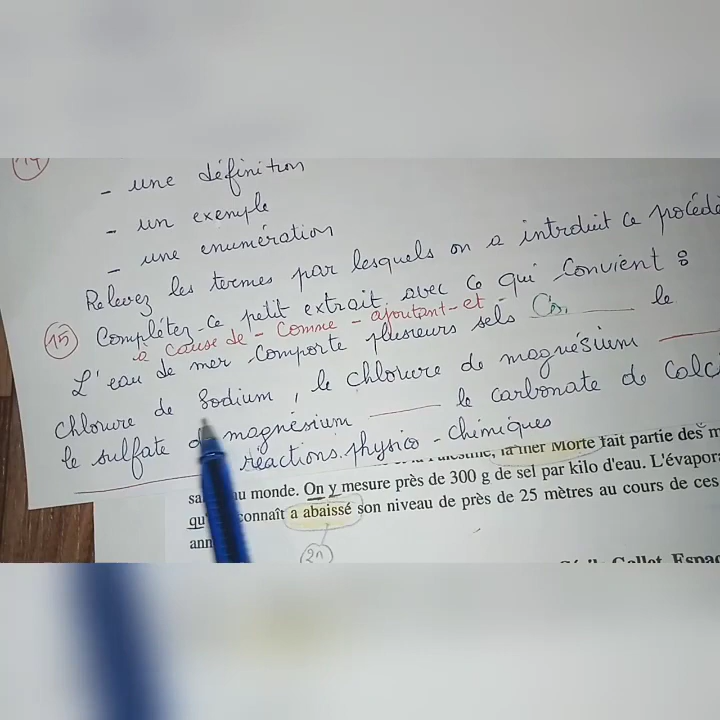 14
- une définition
- un exemple
- une enumération
Relevez les termes par lesquels on a introduit ce procédé
15 Complétez ce petit extrait avec ce qui convient :
à cause de - comme - ajoutant - et
L'eau de mer comporte plusieurs sels Co, le
chlorure de Sodium, le chlorure de magnésium
le sulfate magnésium le carbonate de calc
reactions physico-chimiques
la mer Morte fait partie des m
au monde. On y mesure près de 300 g de sel par kilo d'eau. L'évapora
qu connaît a abaissé son niveau de près de 25 mètres au cours de ces
ann
2n